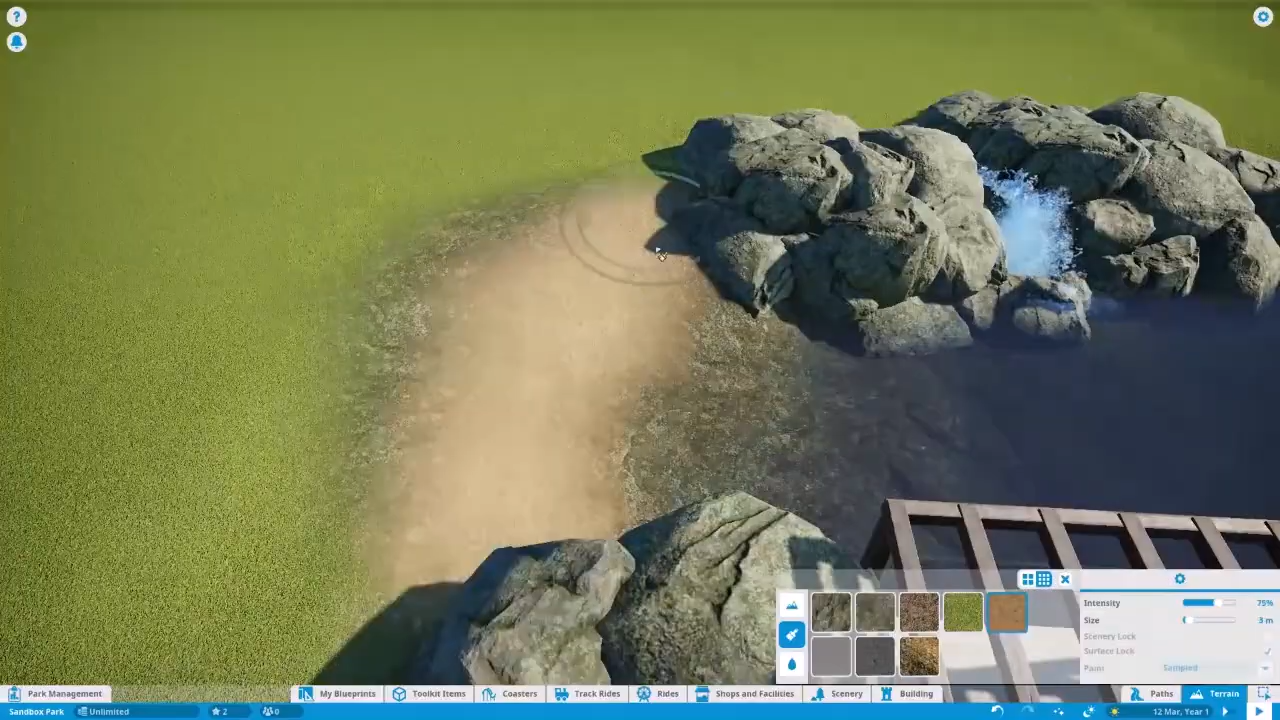 ?
Intensity 75%
Size 3 m
Scenery Lock
Surface Lock
Paint Sampled
Park Management My Blueprints Toolkit Items Coasters Track Rides Rides Shops and Facilities Scenery Building Paths Terrain
Sandbox Park Unlimited 2 0 12 Mar, Year 1